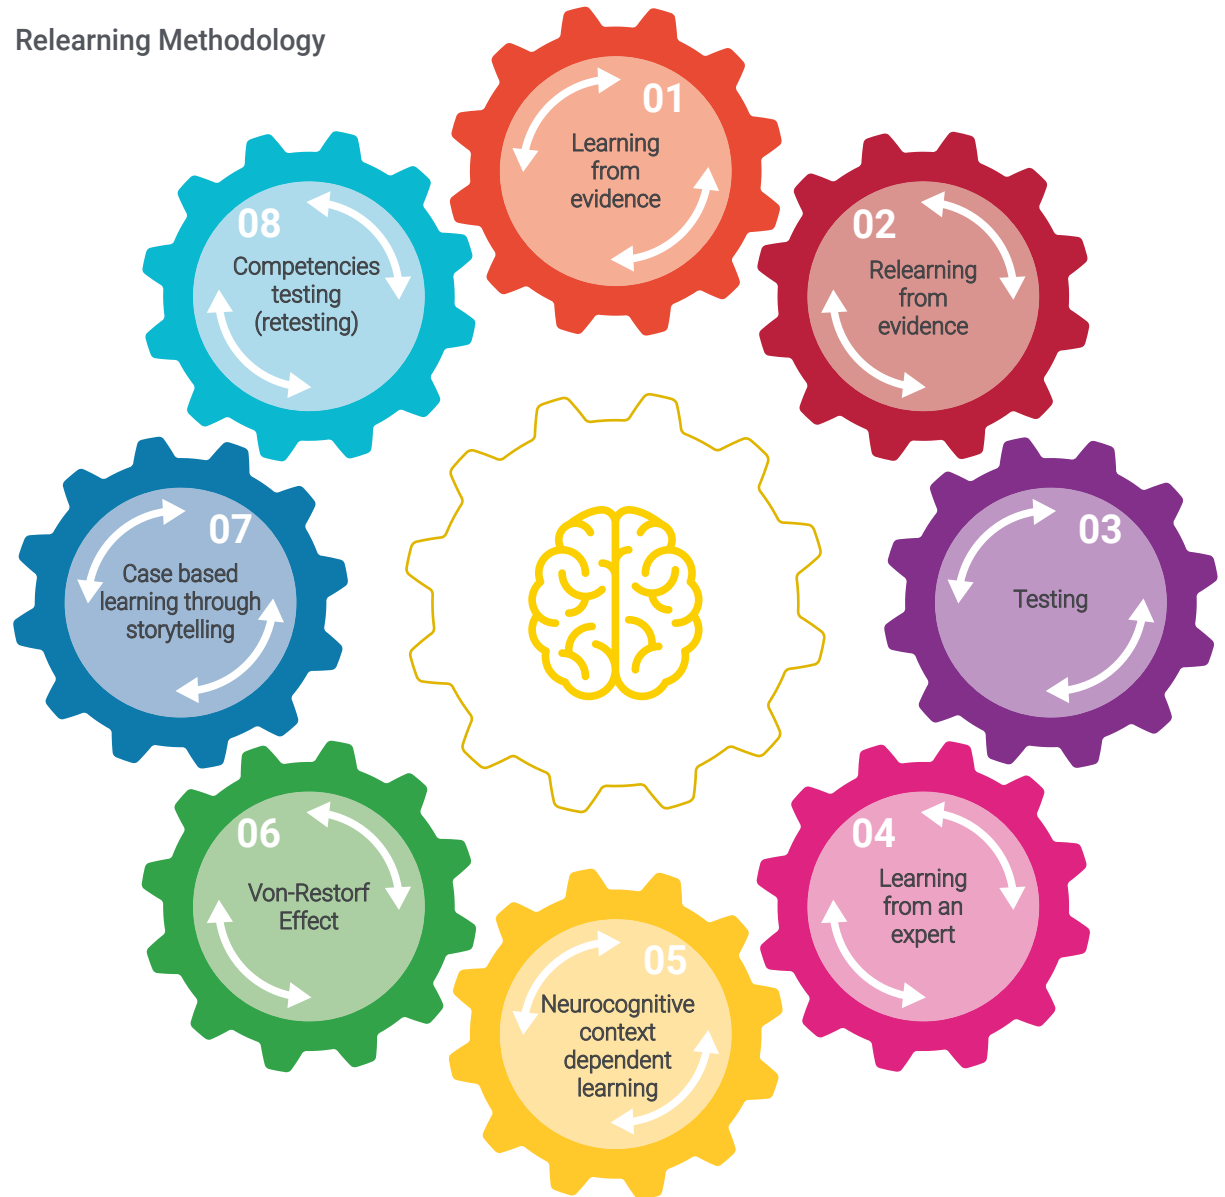 Relearning Methodology
01
Learning
from
evidence
02
Relearning
from
evidence
03
Testing
04
Learning
from an
expert
05
Neurocognitive
context
dependent
learning
06
Von-Restorf
Effect
07
Case based
learning through
storytelling
08
Competencies
testing
(retesting)